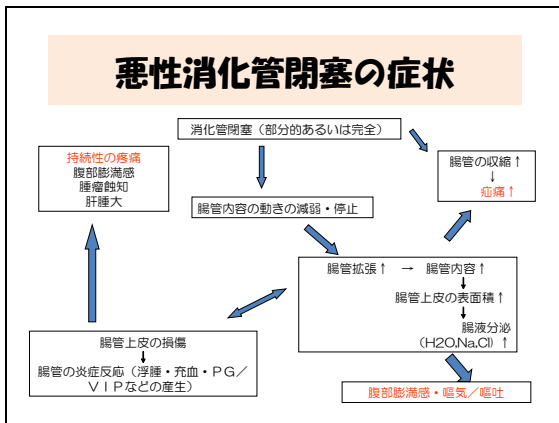 悪性消化管閉塞の症状
消化管閉塞（部分的あるいは完全）
持続性の疼痛
腹部膨満感
腫瘤蝕知
肝腫大
腸管の収縮↑
↓
疝痛↑
腸管内容の動きの減弱・停止
腸管拡張↑ → 腸管内容↑
腸管上皮の表面積↑
腸液分泌
(H2O,Na,Cl) ↑
腸管上皮の損傷
腸管の炎症反応（浮腫・充血・ＰＧ／
ＶＩＰなどの産生）
腹部膨満感・嘔気／嘔吐